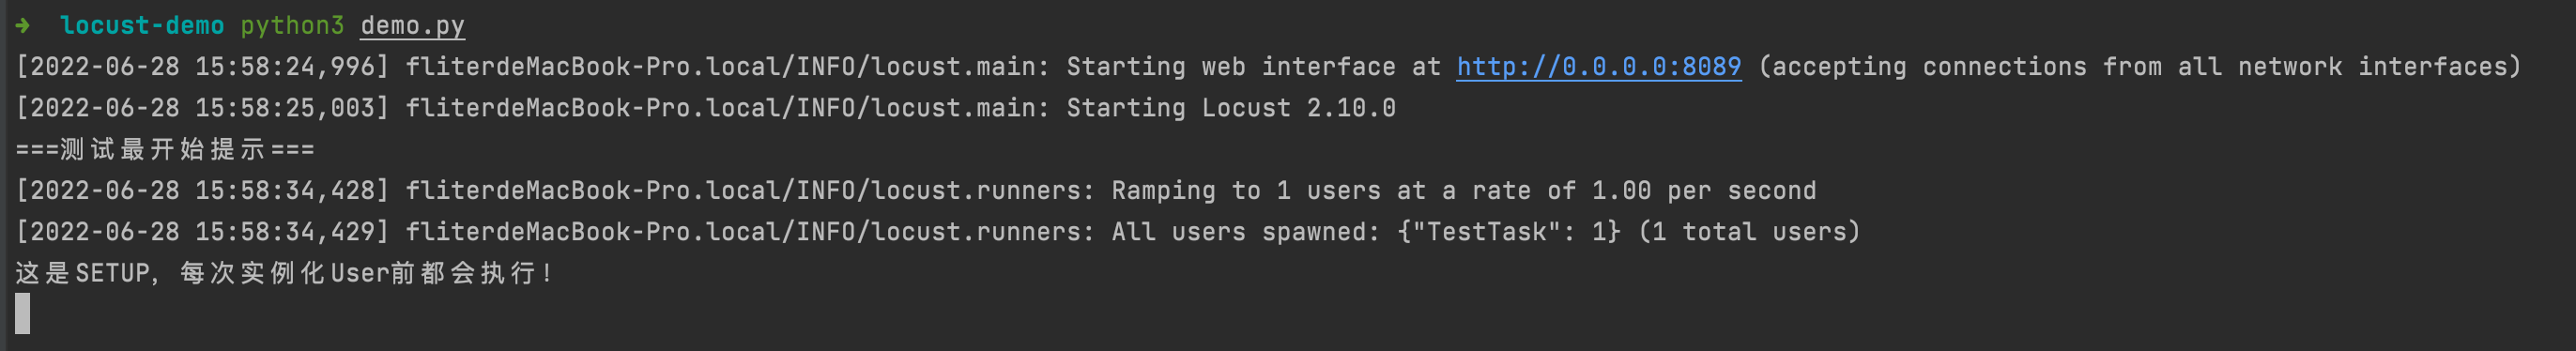 ➜  locust-demo python3 demo.py
[2022-06-28 15:58:24,996] fliterdeMacBook-Pro.local/INFO/locust.main: Starting web interface at http://0.0.0.0:8089 (accepting connections from all network interfaces)
[2022-06-28 15:58:25,003] fliterdeMacBook-Pro.local/INFO/locust.main: Starting Locust 2.10.0
===测试最开始提示===
[2022-06-28 15:58:34,428] fliterdeMacBook-Pro.local/INFO/locust.runners: Ramping to 1 users at a rate of 1.00 per second
[2022-06-28 15:58:34,429] fliterdeMacBook-Pro.local/INFO/locust.runners: All users spawned: {"TestTask": 1} (1 total users)
这是SETUP，每次实例化User前都会执行！